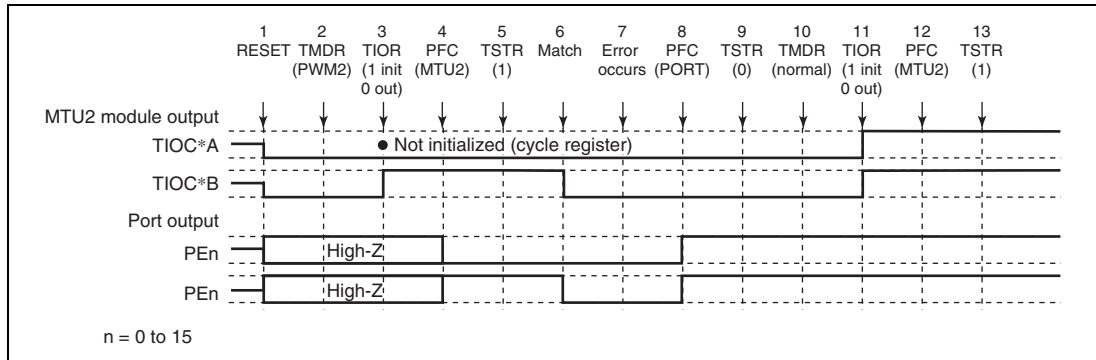 1 2 3 4 5 6 7 8 9 10 11 12 13
RESET TMDR TIOR PFC TSTR Match Error PFC TSTR TMDR TIOR PFC TSTR
(PWM2) (1 init (MTU2) (1) occurs (PORT) (0) (normal) (1 init (MTU2) (1)
0 out) 0 out)
MTU2 module output
TIOC*A
● Not initialized (cycle register)
TIOC*B
Port output
PEn
High-Z
PEn
High-Z
n = 0 to 15